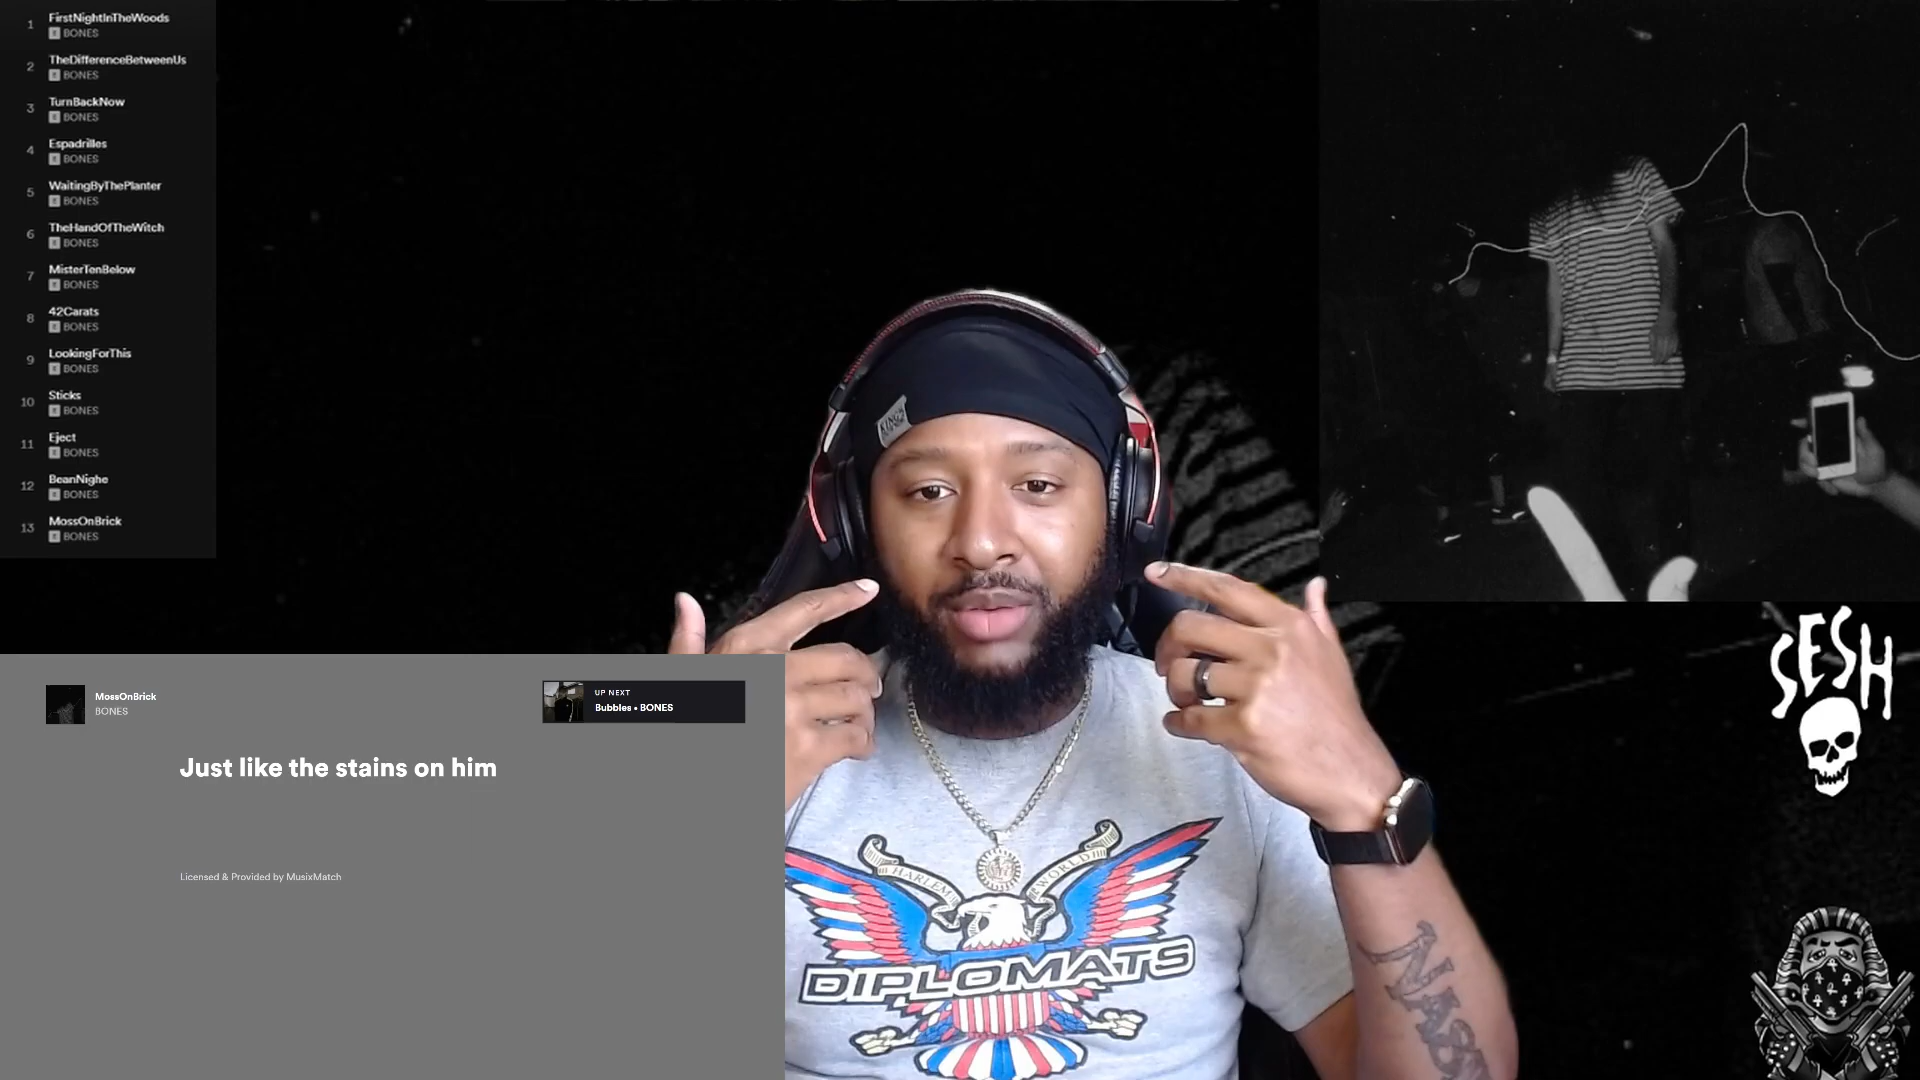 1 FirstNightInTheWoods
E BONES
2 TheDifferenceBetweenUs
E BONES
3 TurnBackNow
E BONES
4 Espadrilles
E BONES
5 WaitingByThePlanter
E BONES
6 TheHandOfTheWitch
E BONES
7 MisterTenBelow
E BONES
8 42Carats
E BONES
9 LookingForThis
E BONES
10 Sticks
E BONES
11 Eject
E BONES
12 BeanNighe
E BONES
13 MossOnBrick
E BONES
MossOnBrick
BONES
UP NEXT
Bubbles • BONES
Just like the stains on him
Licensed & Provided by MusixMatch
HARLEM
WORLD
DIPLOMATS
SESH